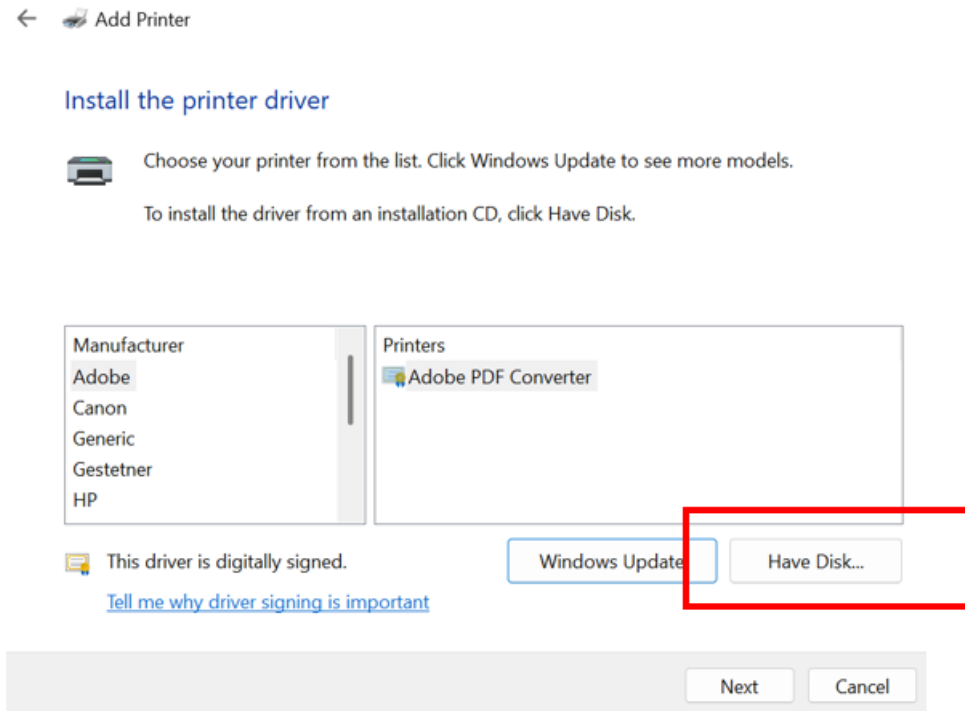 Add Printer
Install the printer driver
Choose your printer from the list. Click Windows Update to see more models.
To install the driver from an installation CD, click Have Disk.
Manufacturer
Adobe
Canon
Generic
Gestetner
HP
Printers
Adobe PDF Converter
This driver is digitally signed.
Tell me why driver signing is important
Windows Update
Have Disk...
Next
Cancel